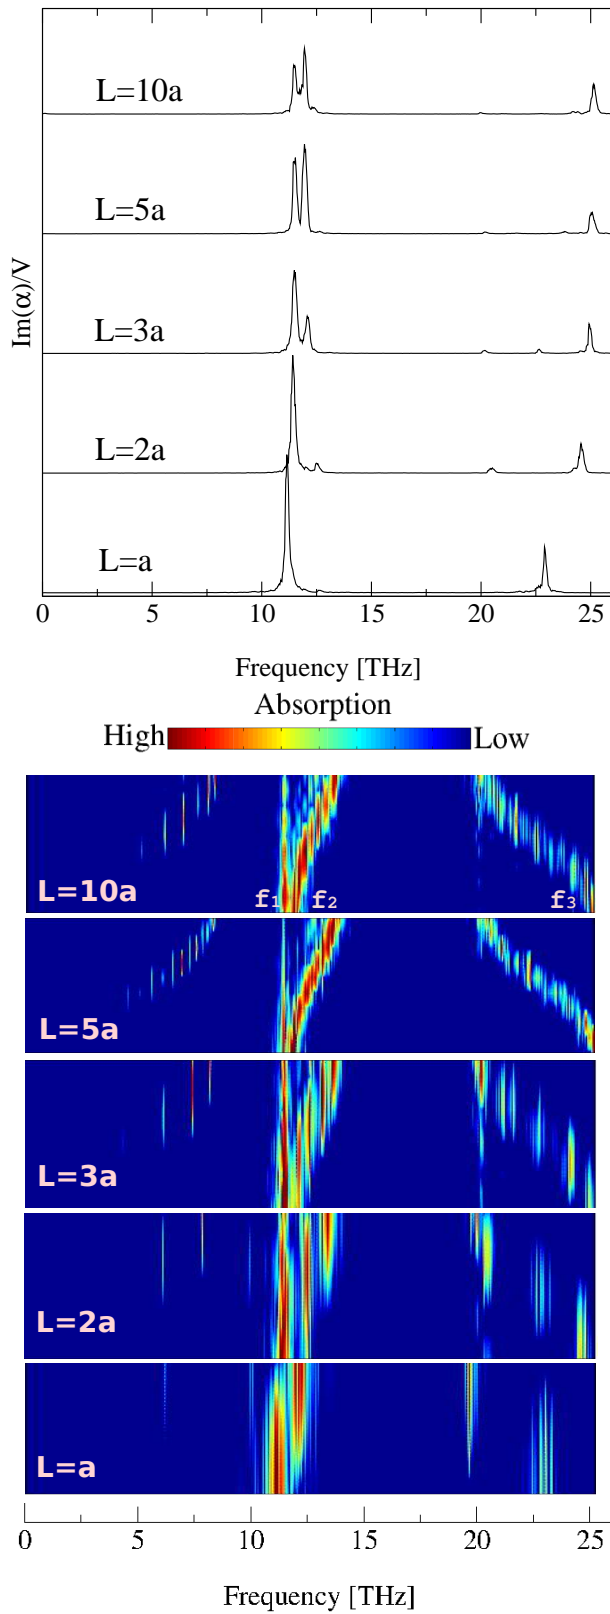 L=10a
L=5a
L=3a
L=2a
L=a
Im(α)/V
0 5 10 15 20 25
Frequency [THz]
Absorption
High Low
L=10a f₁ f₂ f₃
L=5a
L=3a
L=2a
L=a
0 5 10 15 20 25
Frequency [THz]